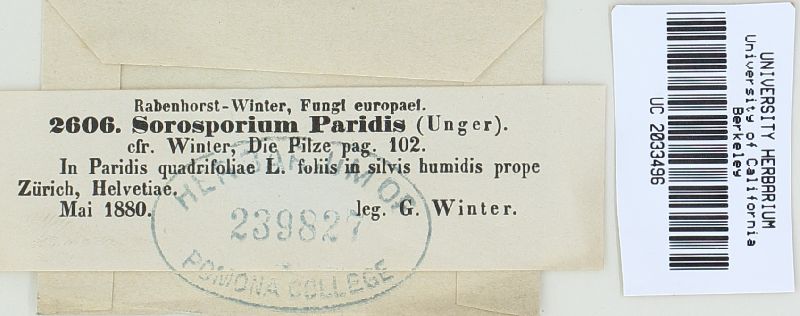 Rabenhorst-Winter, Fungi europaei.
2606. Sorosporium Paridis (Unger).
cfr. Winter, Die Pilze pag. 102.
In Paridis quadrifoliae L. foliis in silvis humidis prope
Zürich, Helvetiae.
Mai 1880. leg. G. Winter.
HERBARIUM OF
239827
POMONA COLLEGE
UNIVERSITY HERBARIUM
University of California
Berkeley
UC 2033496